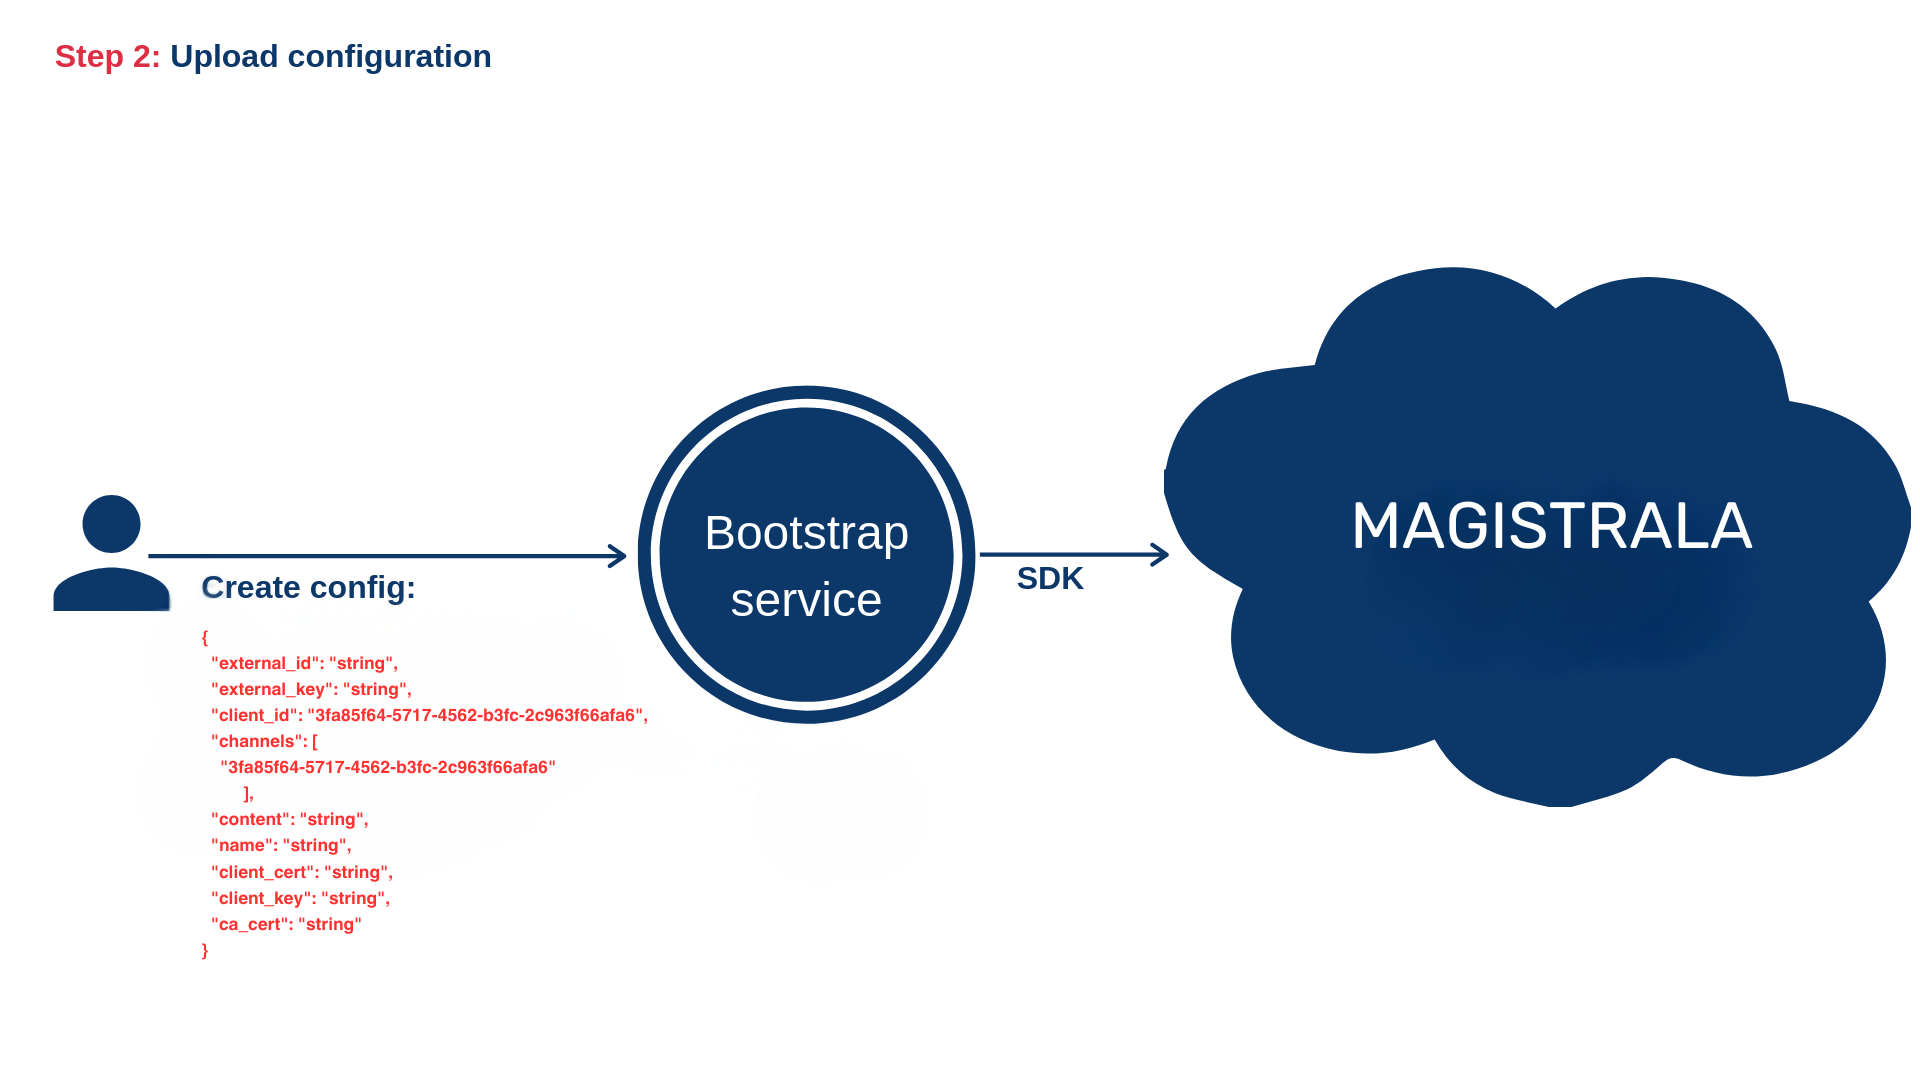 Step 2: Upload configuration
Bootstrap
service
MAGISTRALA
SDK
Create config:
{
"external_id": "string",
"external_key": "string",
"client_id": "3fa85f64-5717-4562-b3fc-2c963f66afa6",
"channels": [
"3fa85f64-5717-4562-b3fc-2c963f66afa6"
],
"content": "string",
"name": "string",
"client_cert": "string",
"client_key": "string",
"ca_cert": "string"
}